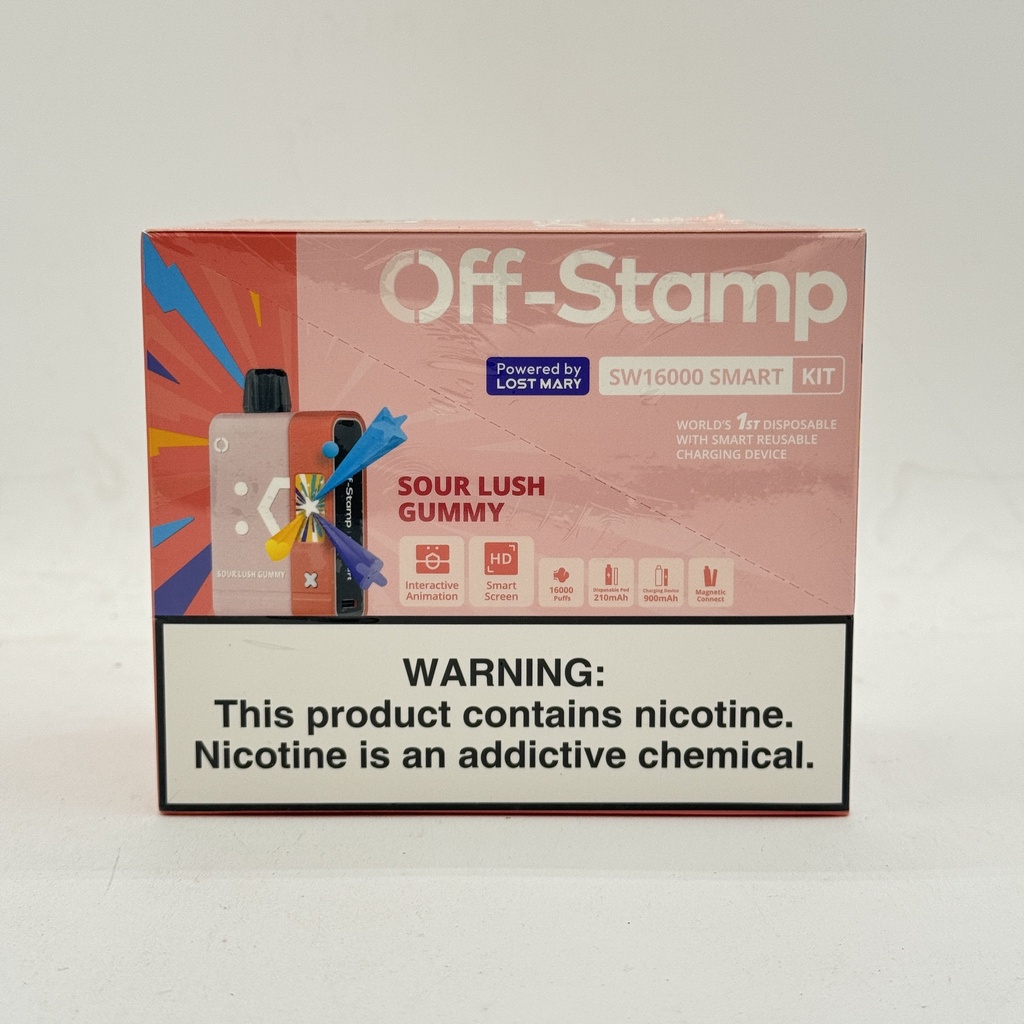 Off-Stamp
Powered by
LOST MARY
SW16000 SMART KIT
WORLD'S 1ST DISPOSABLE
WITH SMART REUSABLE
CHARGING DEVICE
SOUR LUSH
GUMMY
SOUR LUSH GUMMY
Interactive
Animation
HD
Smart
Screen
16000
Puffs
Disposable Pod
210mAh
Charging Device
900mAh
Magnetic
Connect
WARNING:
This product contains nicotine.
Nicotine is an addictive chemical.